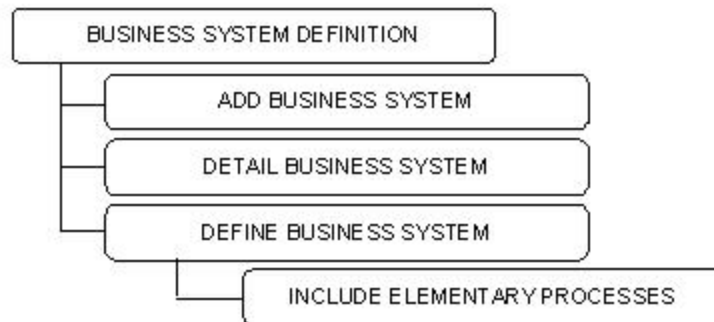 BUSINESS SYSTEM DEFINITION
ADD BUSINESS SYSTEM
DETAIL BUSINESS SYSTEM
DEFINE BUSINESS SYSTEM
INCLUDE ELEMENTARY PROCESSES